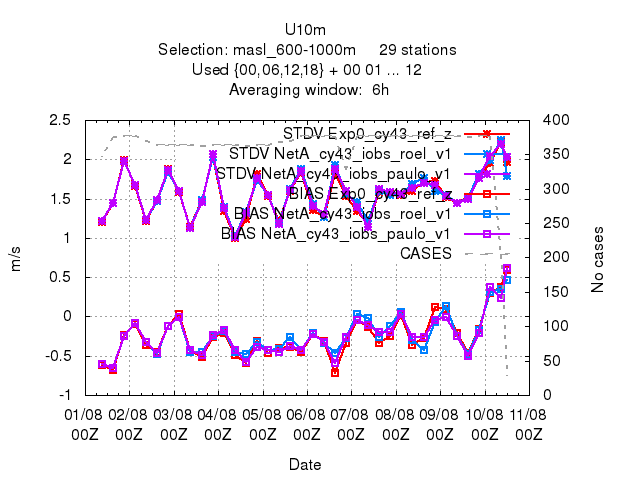 U10m
Selection: masl_600-1000m 29 stations
Used {00,06,12,18} + 00 01 ... 12
Averaging window: 6h
2.5
2
1.5
1
0.5
0
-0.5
-1
m/s
400
350
300
250
200
150
100
50
0
No cases
STDV Exp0_cy43_ref_z
STDV NetA_cy43_iobs_roel_v1
STDV NetA_cy43_iobs_paulo_v1
BIAS Exp0_cy43_ref_z
BIAS NetA_cy43_iobs_roel_v1
BIAS NetA_cy43_iobs_paulo_v1
CASES
01/08 02/08 03/08 04/08 05/08 06/08 07/08 08/08 09/08 10/08 11/08
00Z 00Z 00Z 00Z 00Z 00Z 00Z 00Z 00Z 00Z 00Z
Date